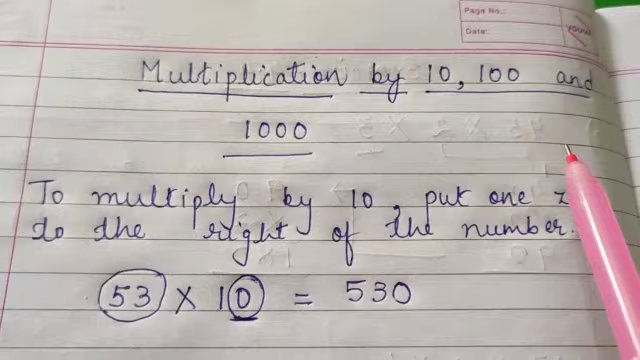 Page No.:
Date:
Multiplication by 10, 100 and
1000
To multiply by 10, put one
to the right of the number.
53 × 10 = 530